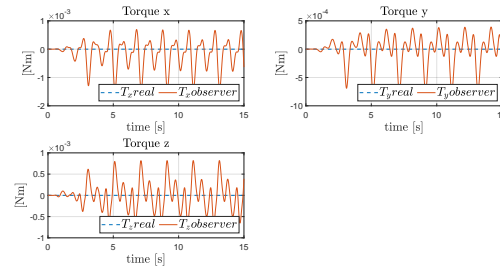 Torque x
×10⁻³
1
0
-1
-2
[Nm]
T_x real T_x observer
0 5 10 15
time [s]
Torque y
×10⁻⁴
5
0
-5
-10
[Nm]
T_y real T_y observer
0 5 10 15
time [s]
Torque z
×10⁻³
1
0.5
0
-0.5
-1
[Nm]
T_z real T_z observer
0 5 10 15
time [s]